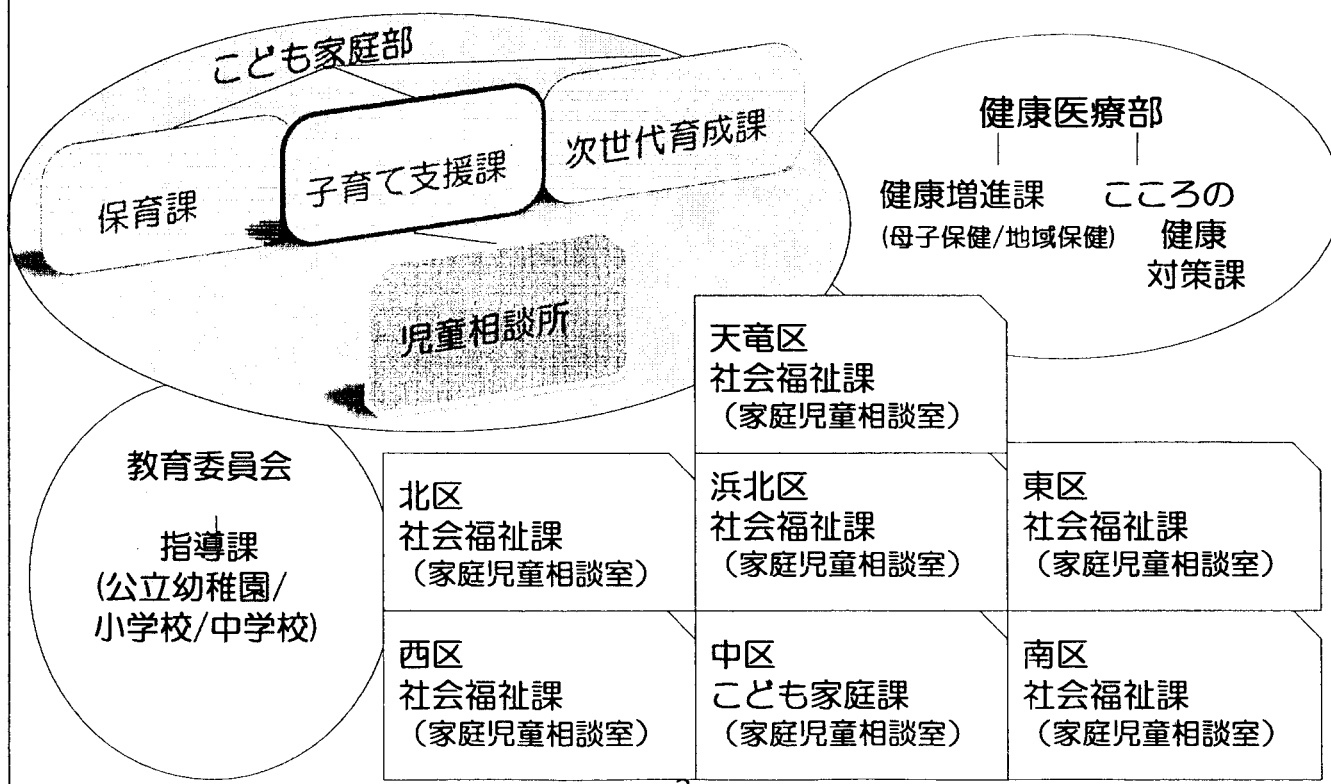 こども家庭部
保育課
子育て支援課
次世代育成課
児童相談所
健康医療部
健康増進課
(母子保健/地域保健)
こころの
健康
対策課
教育委員会
指導課
(公立幼稚園/
小学校/中学校)
天竜区
社会福祉課
（家庭児童相談室）
北区
社会福祉課
（家庭児童相談室）
浜北区
社会福祉課
（家庭児童相談室）
東区
社会福祉課
（家庭児童相談室）
西区
社会福祉課
（家庭児童相談室）
中区
こども家庭課
（家庭児童相談室）
南区
社会福祉課
（家庭児童相談室）